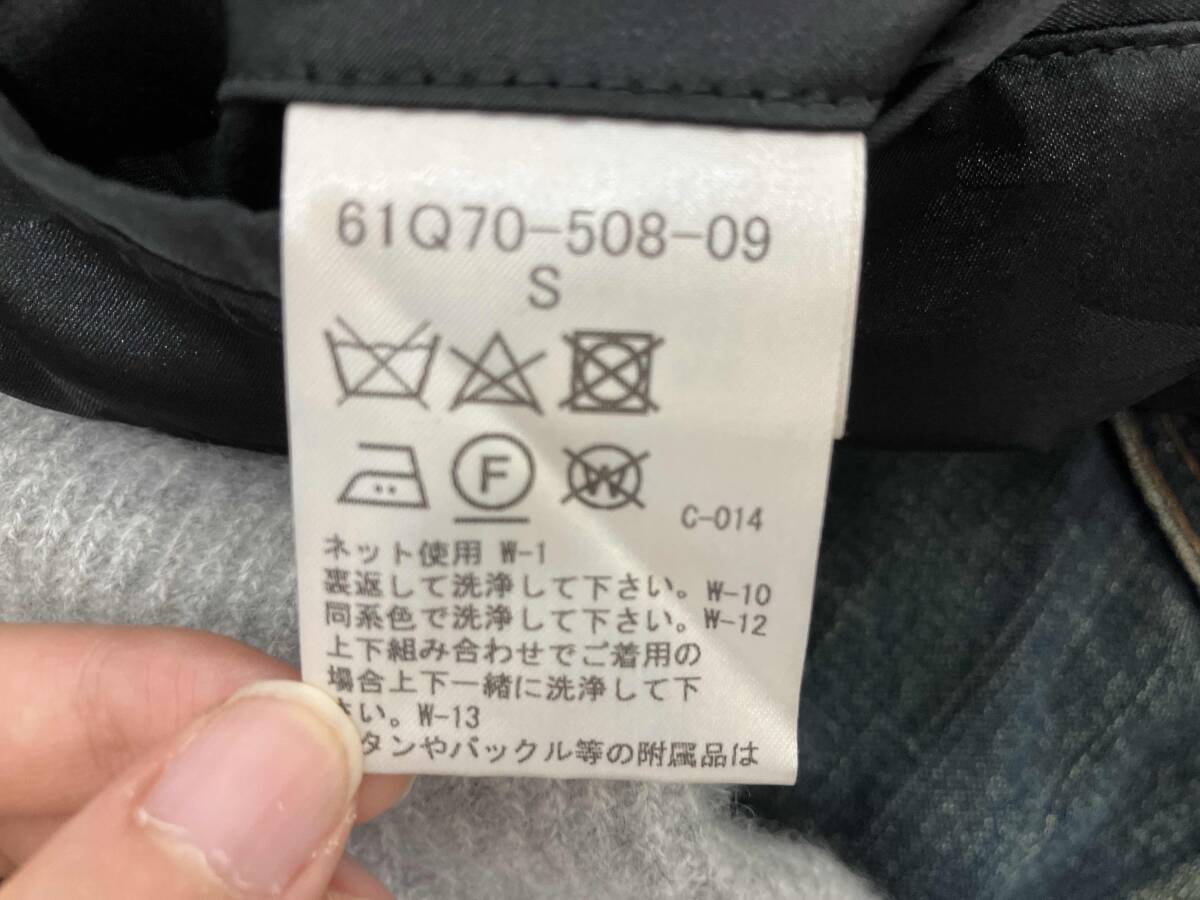 61Q70-508-09
S
F
W
C-014
ネット使用 W-1
裏返して洗浄して下さい。W-10
同系色で洗浄して下さい。W-12
上下組み合わせでご着用の
場合上下一緒に洗浄して下
さい。W-13
タンやバックル等の附属品は